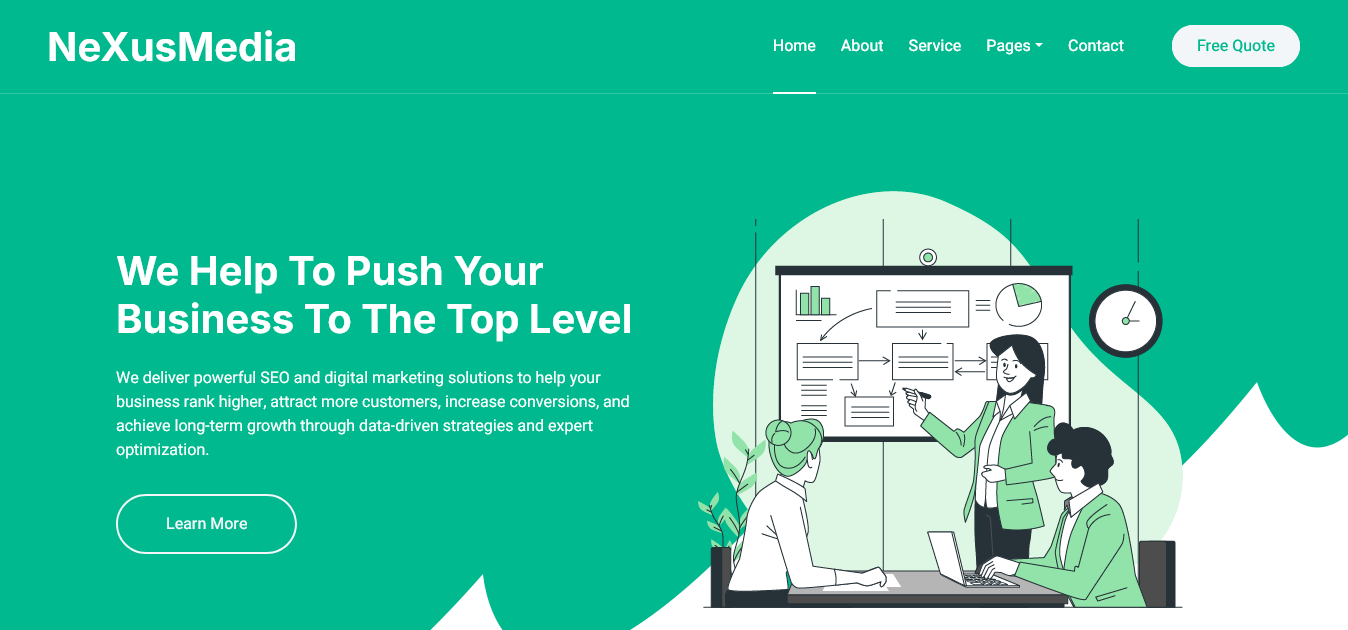 NeXusMedia
Home About Service Pages Contact Free Quote
We Help To Push Your
Business To The Top Level
We deliver powerful SEO and digital marketing solutions to help your
business rank higher, attract more customers, increase conversions, and
achieve long-term growth through data-driven strategies and expert
optimization.
Learn More